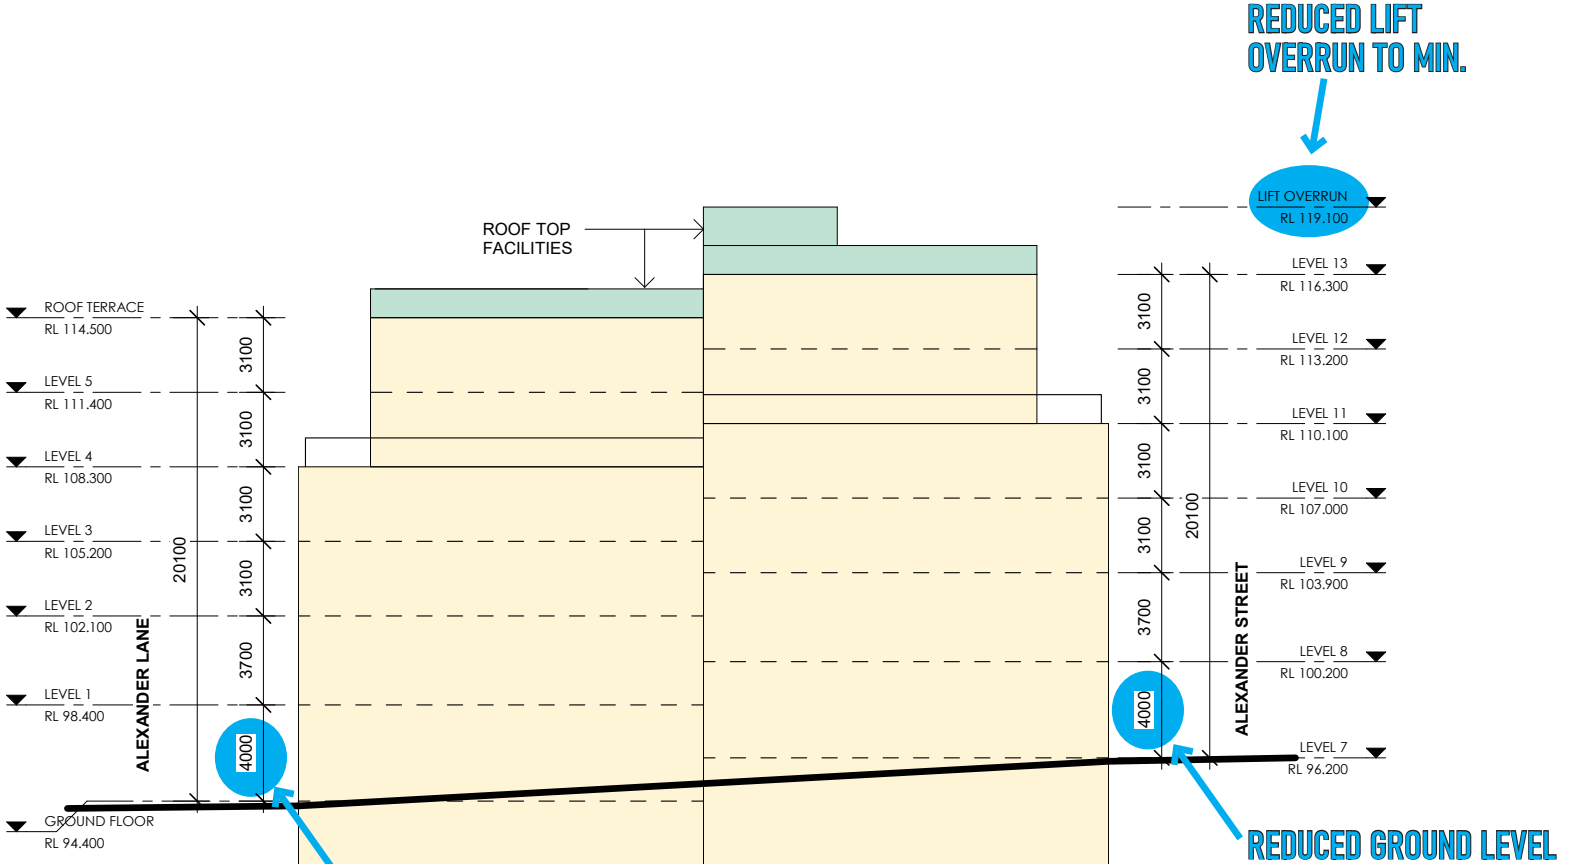 REDUCED LIFT
OVERRUN TO MIN.
LIFT OVERRUN
RL 119.100
ROOF TOP
FACILITIES
LEVEL 13
RL 116.300
ROOF TERRACE
RL 114.500
3100
3100
LEVEL 12
RL 113.200
LEVEL 5
RL 111.400
3100
3100
LEVEL 11
RL 110.100
LEVEL 4
RL 108.300
3100
3100
LEVEL 10
RL 107.000
LEVEL 3
RL 105.200
20100
3100
3100
20100
LEVEL 9
RL 103.900
LEVEL 2
RL 102.100
ALEXANDER LANE
3700
3700
ALEXANDER STREET
LEVEL 8
RL 100.200
LEVEL 1
RL 98.400
4000
4000
LEVEL 7
RL 96.200
GROUND FLOOR
RL 94.400
REDUCED GROUND LEVEL